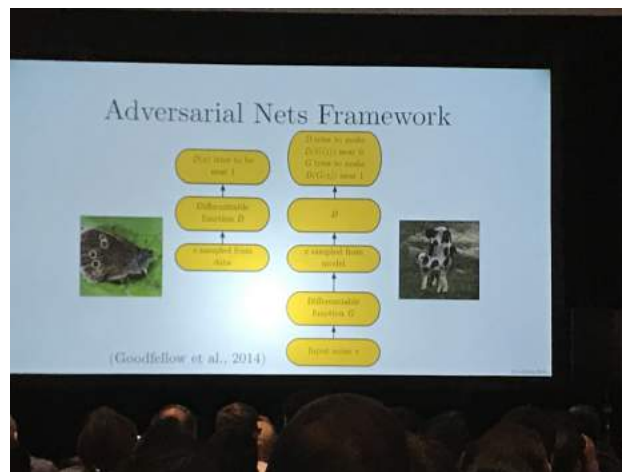 Adversarial Nets Framework
D(x) tries to be
near 1
Differentiable
function D
x sampled from
data
D tries to make
D(G(z)) near 0,
G tries to make
D(G(z)) near 1
D
x sampled from
model
Differentiable
function G
Input noise z
(Goodfellow et al., 2014)